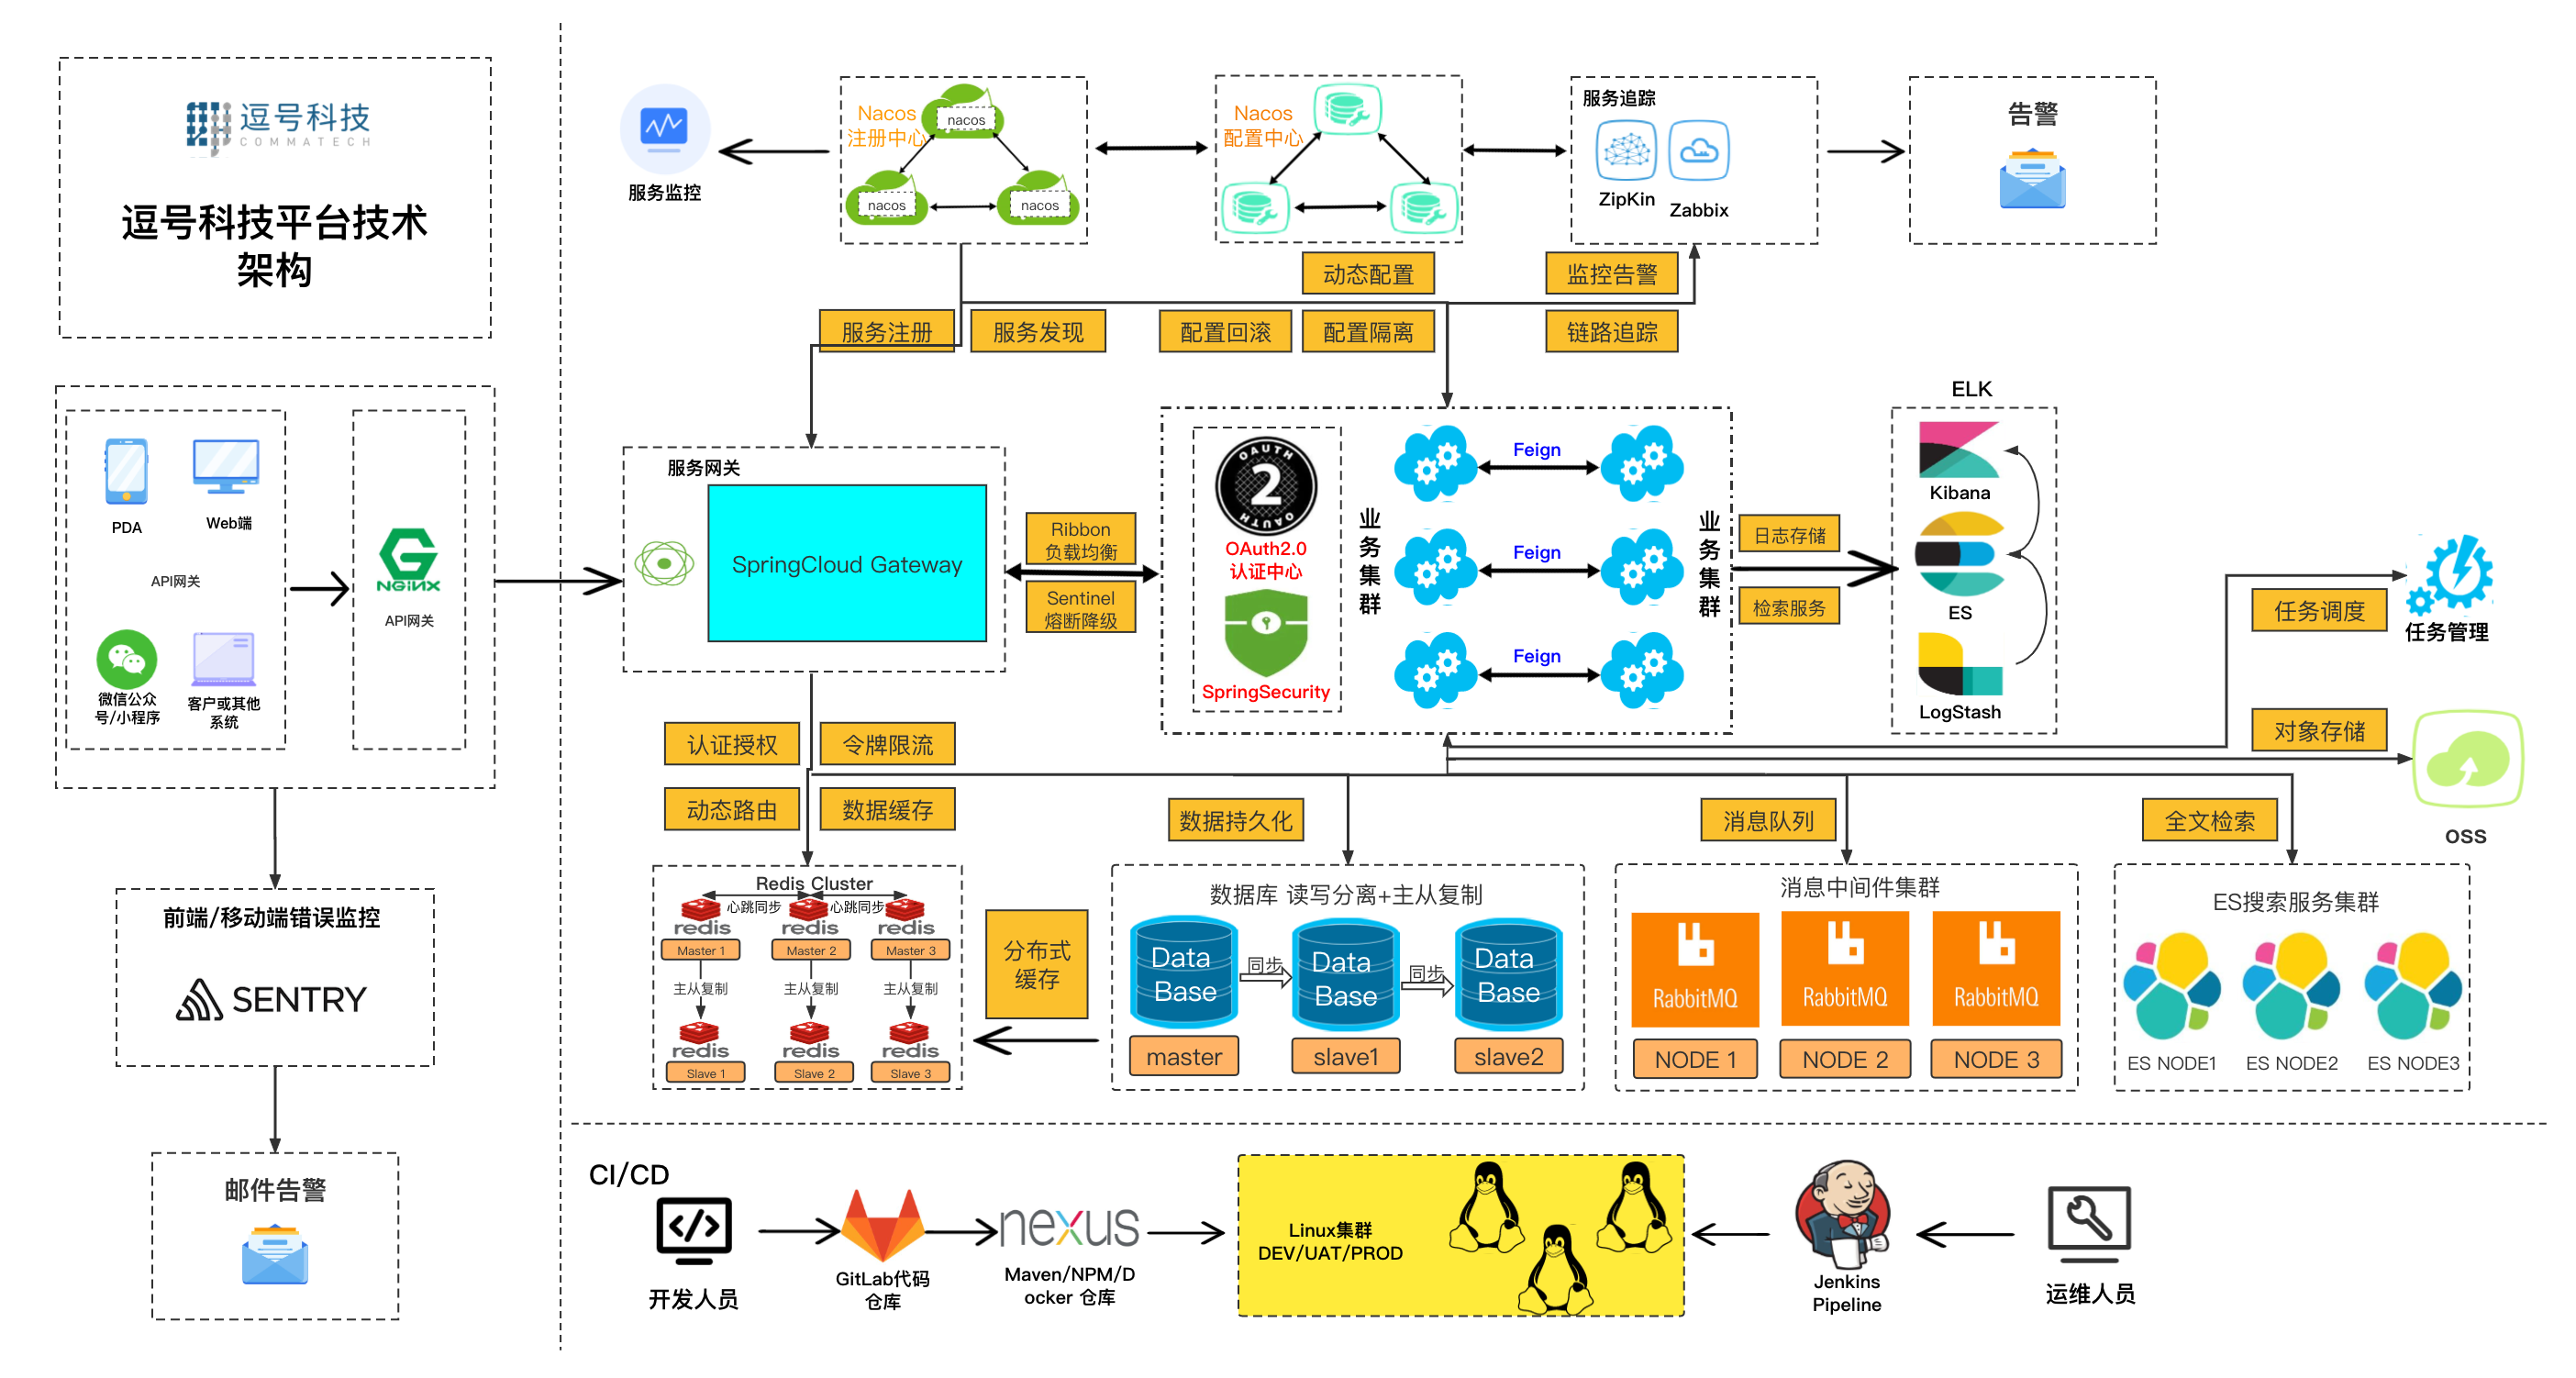 逗号科技
COMMATECH
逗号科技平台技术
架构
PDA
Web端
API网关
微信公众
号/小程序
客户或其他
系统
NGiNX
API网关
前端/移动端错误监控
SENTRY
邮件告警
服务监控
Nacos
注册中心
nacos
nacos
nacos
Nacos
配置中心
服务追踪
ZipKin
Zabbix
告警
动态配置
监控告警
服务注册
服务发现
配置回滚
配置隔离
链路追踪
服务网关
SpringCloud Gateway
Ribbon
负载均衡
Sentinel
熔断降级
OAUTH
2
OAUTH
OAuth2.0
认证中心
SpringSecurity
业务集群
Feign
Feign
Feign
业务集群
日志存储
检索服务
ELK
Kibana
ES
LogStash
任务调度
任务管理
对象存储
OSS
认证授权
令牌限流
动态路由
数据缓存
数据持久化
消息队列
全文检索
Redis Cluster
心跳同步
心跳同步
redis
redis
redis
Master 1
Master 2
Master 3
主从复制
主从复制
主从复制
redis
redis
redis
Slave 1
Slave 2
Slave 3
分布式
缓存
数据库 读写分离+主从复制
Data
Base
同步
Data
Base
同步
Data
Base
master
slave1
slave2
消息中间件集群
RabbitMQ
RabbitMQ
RabbitMQ
NODE 1
NODE 2
NODE 3
ES搜索服务集群
ES NODE1
ES NODE2
ES NODE3
CI/CD
开发人员
GitLab代码
仓库
nexus
Maven/NPM/D
ocker 仓库
Linux集群
DEV/UAT/PROD
Jenkins
Pipeline
运维人员